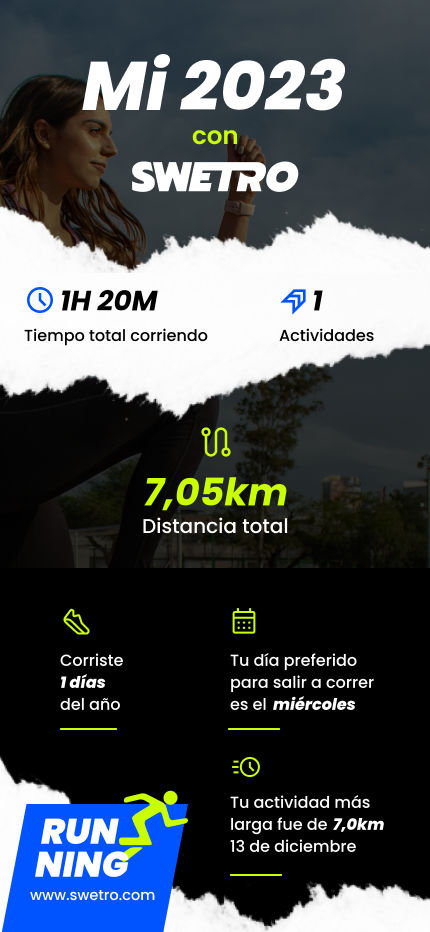 Mi 2023
con
SWETRO
1H 20M
Tiempo total corriendo
1
Actividades
7,05km
Distancia total
Corriste
1 días
del año
Tu día preferido
para salir a correr
es el miércoles
Tu actividad más
larga fue de 7,0km
13 de diciembre
RUN
NING
www.swetro.com